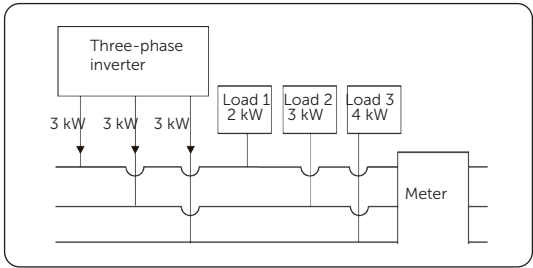 Three-phase
inverter
3 kW 3 kW 3 kW
Load 1
2 kW
Load 2
3 kW
Load 3
4 kW
Meter